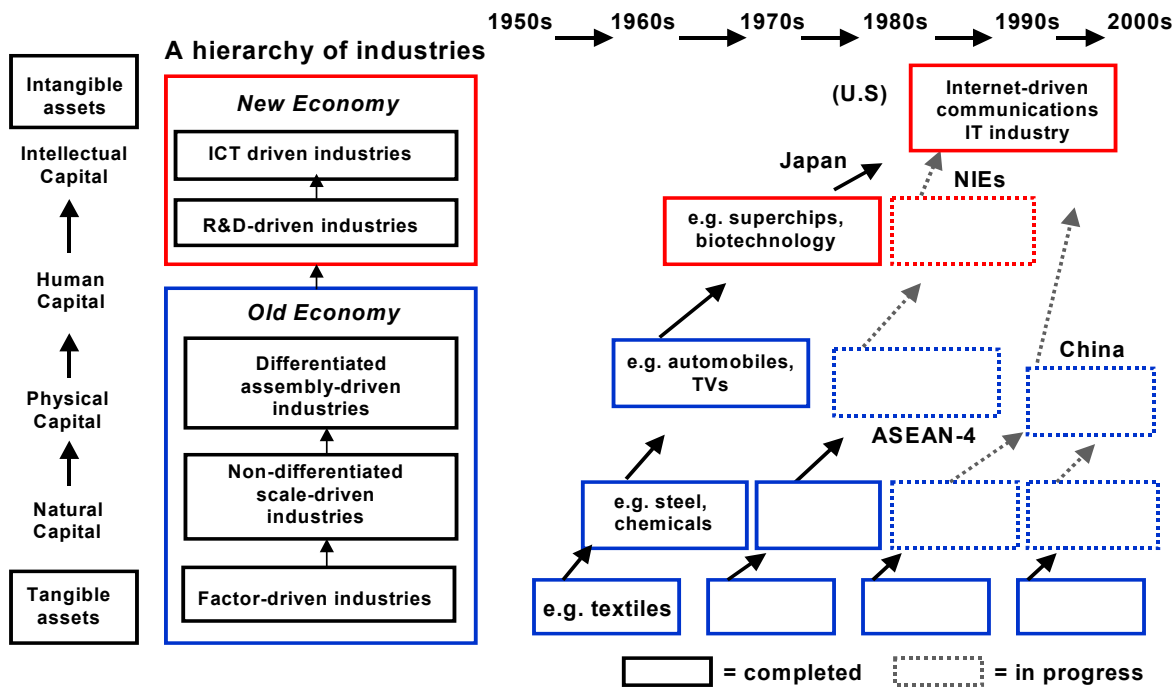 1950s
1960s
1970s
1980s
1990s
2000s
A hierarchy of industries
Intangible
assets
Intellectual
Capital
Human
Capital
Physical
Capital
Natural
Capital
Tangible
assets
New Economy
ICT driven industries
R&D-driven industries
Old Economy
Differentiated
assembly-driven
industries
Non-differentiated
scale-driven
industries
Factor-driven industries
(U.S)
Internet-driven
communications
IT industry
Japan
NIEs
e.g. superchips,
biotechnology
e.g. automobiles,
TVs
China
ASEAN-4
e.g. steel,
chemicals
e.g. textiles
= completed
= in progress